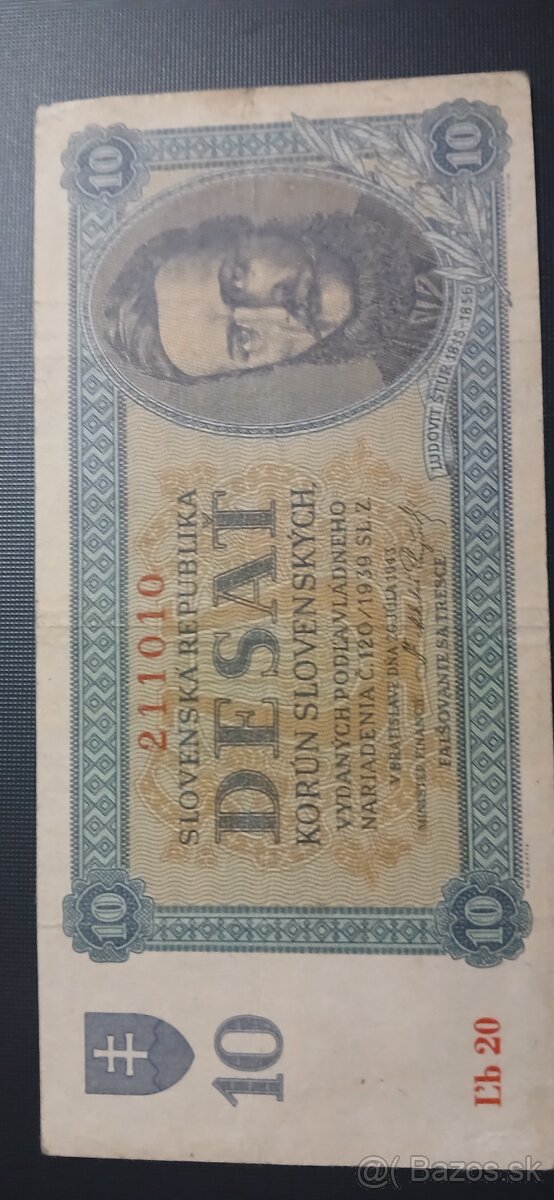 10
10
211010
SLOVENSKÁ REPUBLIKA
DESAŤ
KORÚN SLOVENSKÝCH,
VYDANÝCH PODĽA VLÁDNEHO
NARIADENIA Č. 120/1939 SL. Z.
V BRATISLAVE DŇA 20. JÚLA 1943
MINISTER FINANCIÍ
FALŠOVANIE SA TRESCE
ĽUDOVÍT ŠTÚR 1815-1856
10
10
10
Ľb 20
@( Bazos.sk